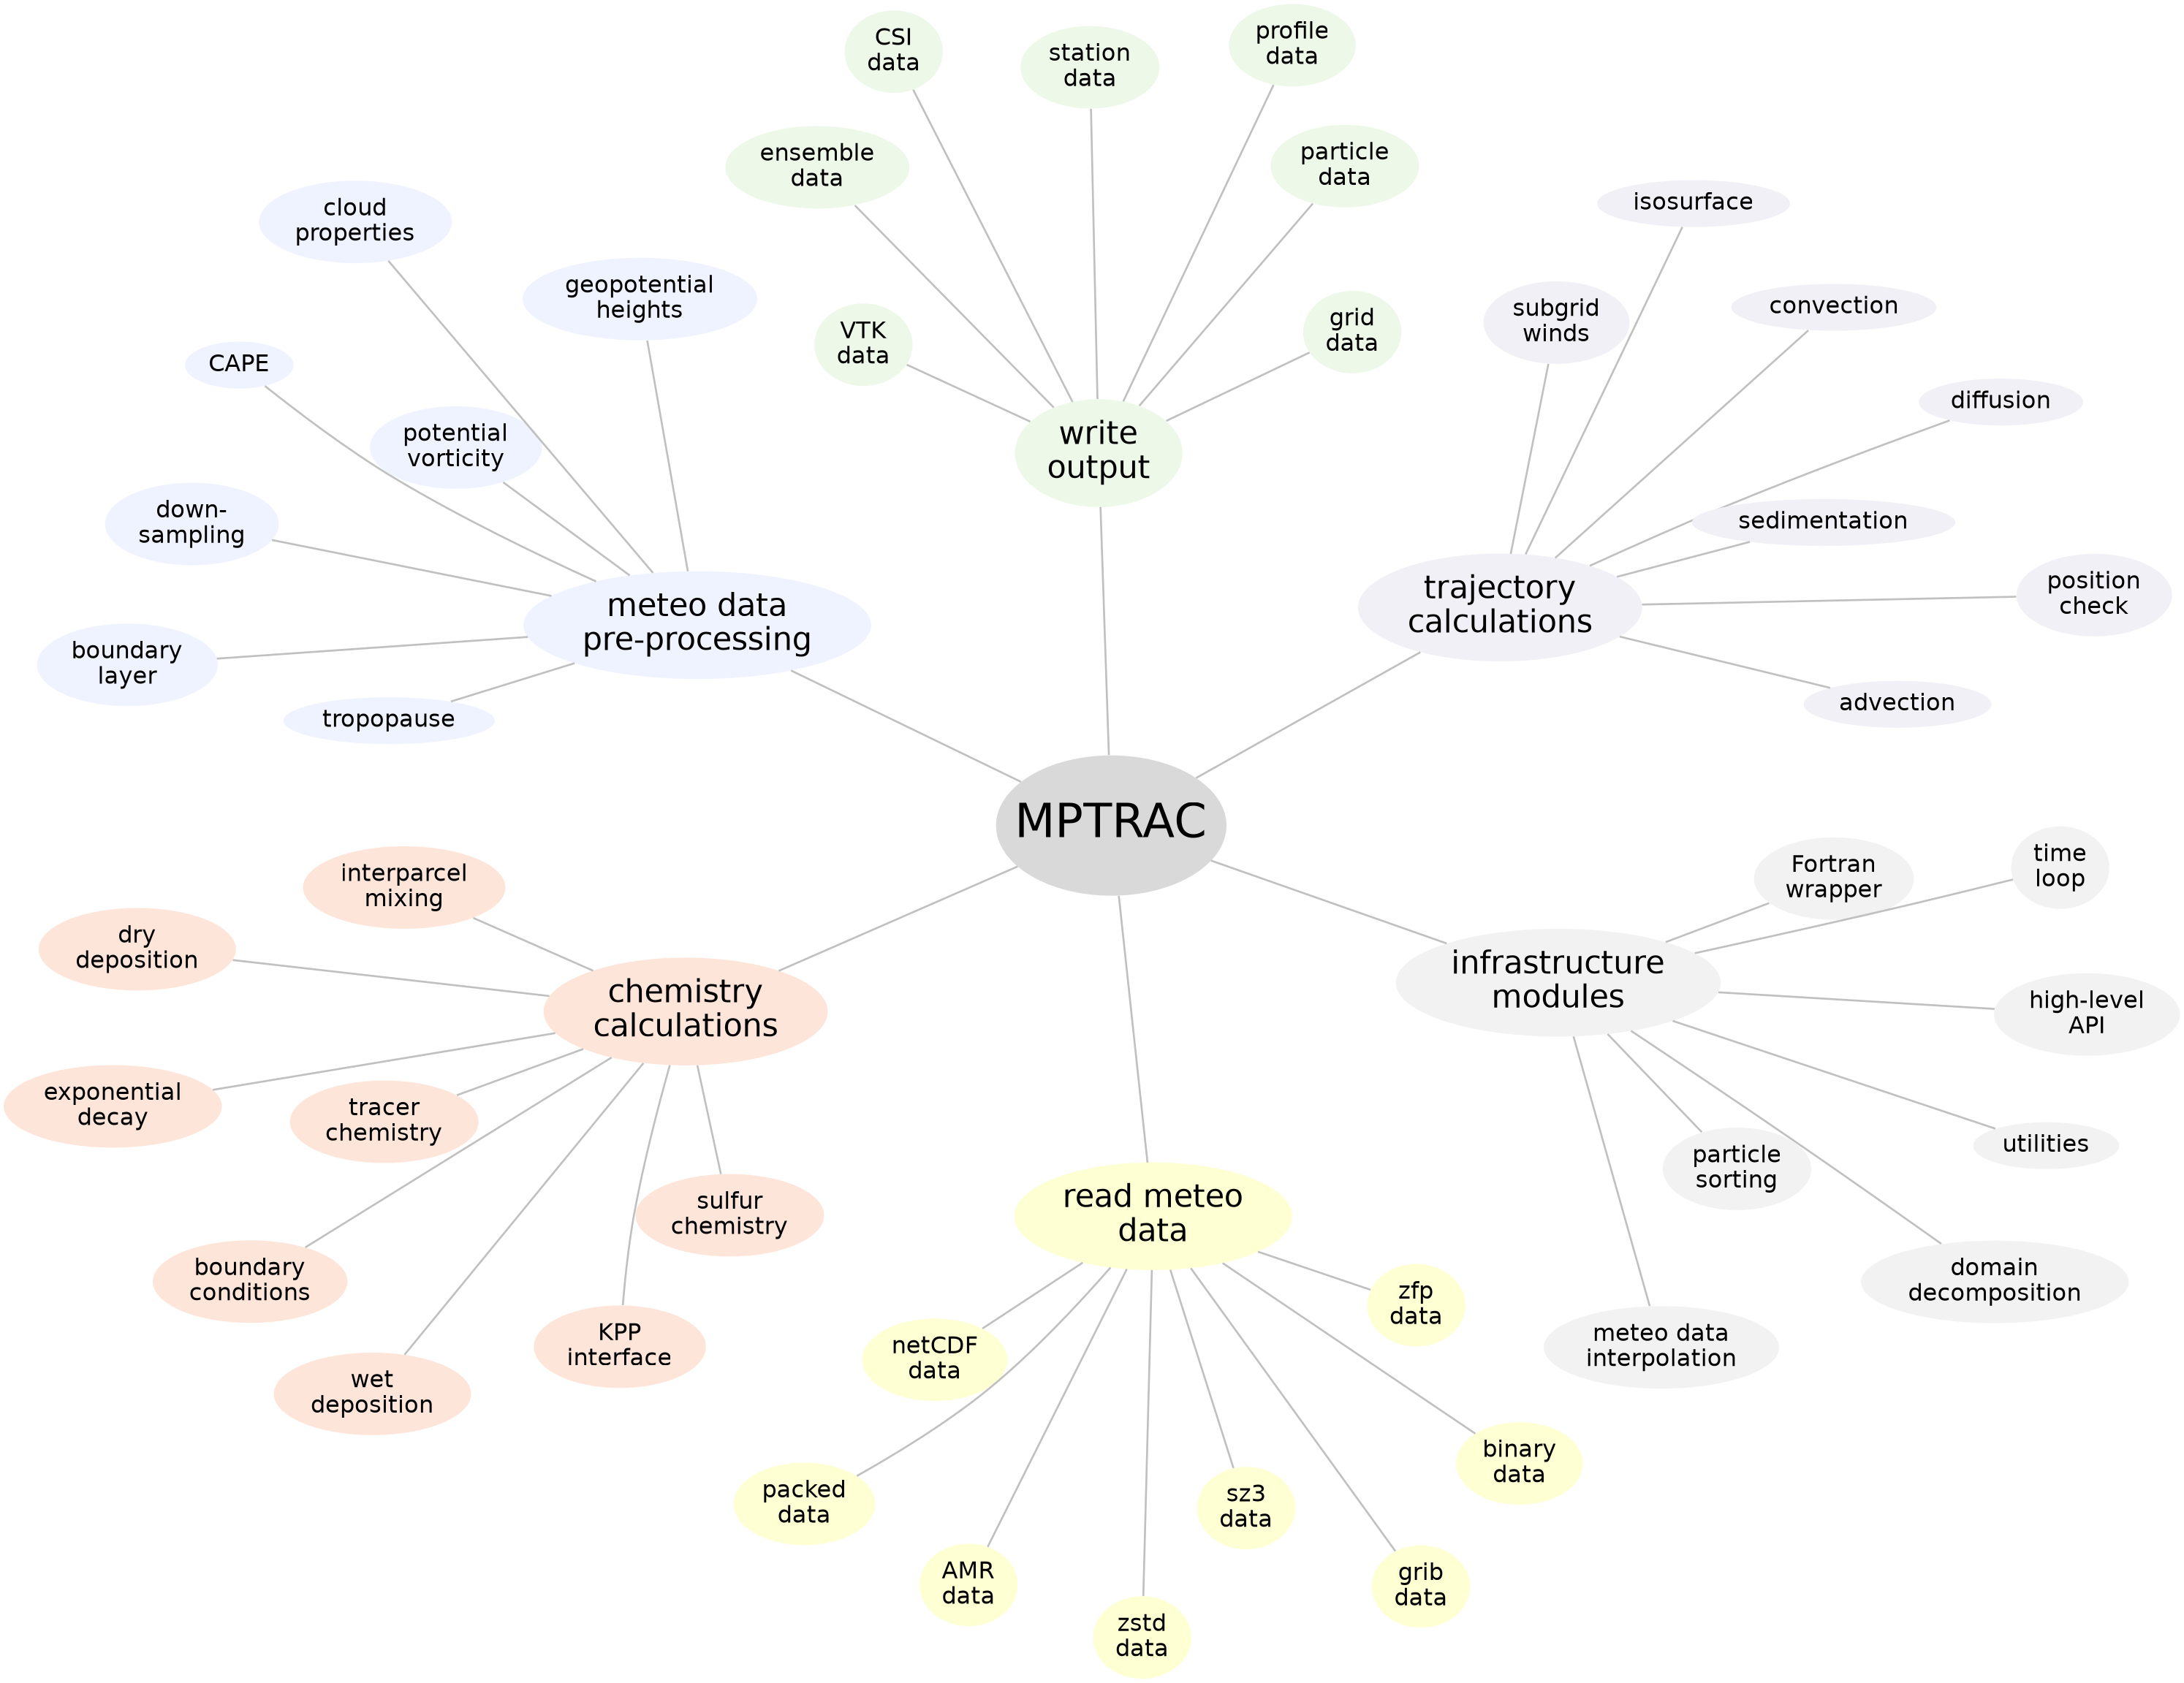 CSI
data
station
data
profile
data
ensemble
data
particle
data
VTK
data
grid
data
write
output
cloud
properties
geopotential
heights
CAPE
potential
vorticity
down-
sampling
boundary
layer
tropopause
meteo data
pre-processing
isosurface
subgrid
winds
convection
diffusion
sedimentation
position
check
advection
trajectory
calculations
MPTRAC
interparcel
mixing
dry
deposition
chemistry
calculations
exponential
decay
tracer
chemistry
boundary
conditions
wet
deposition
KPP
interface
sulfur
chemistry
Fortran
wrapper
time
loop
infrastructure
modules
high-level
API
utilities
particle
sorting
domain
decomposition
meteo data
interpolation
read meteo
data
netCDF
data
zfp
data
packed
data
AMR
data
zstd
data
sz3
data
grib
data
binary
data